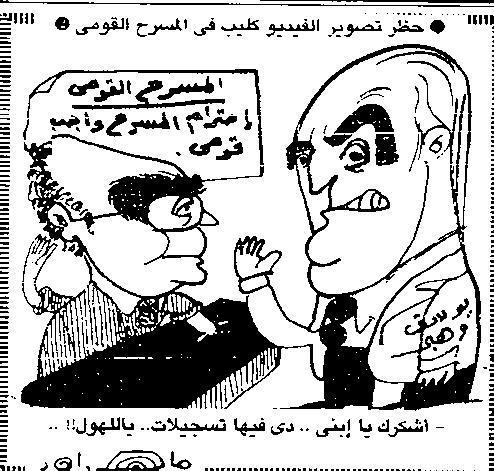 ● حظر تصوير الفيديو كليب فى المسرح القومى ●
المسرح القومى
إحترام المسرح واجب
قومى.
يوسف
وهبى
- اشكرك يا إبنى .. دى فيها تسجيلات.. ياللهول!! ..